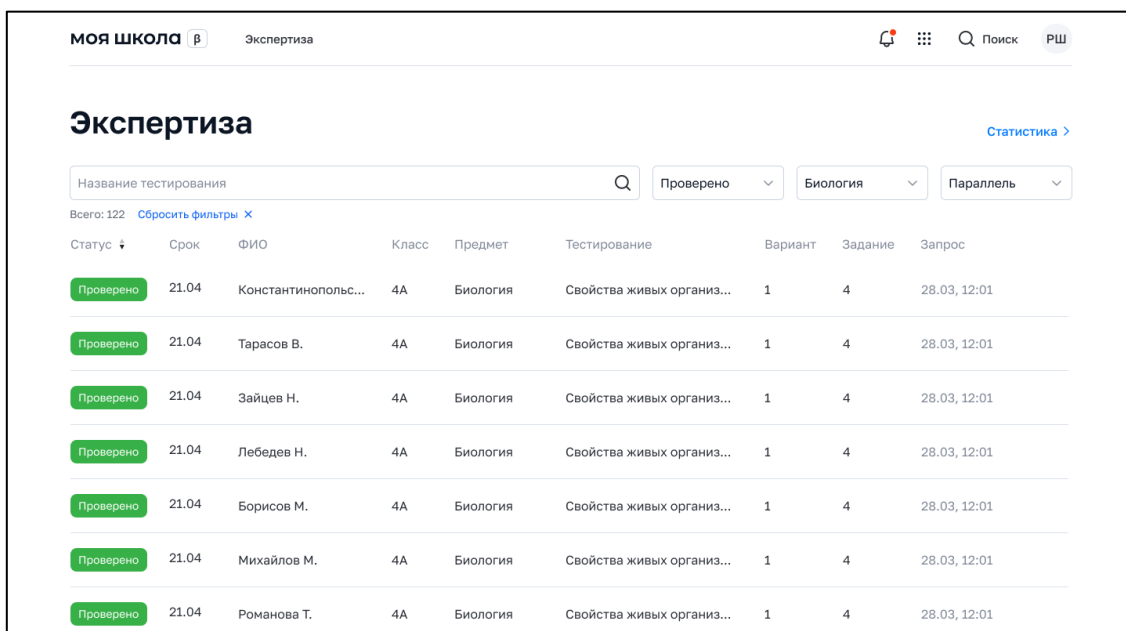 моя школа β Экспертиза Поиск РШ
Экспертиза
Статистика >
Название тестирования Проверено Биология Параллель
Всего: 122 Сбросить фильтры ×
Статус Срок ФИО Класс Предмет Тестирование Вариант Задание Запрос
Проверено 21.04 Константинопольс... 4А Биология Свойства живых организ... 1 4 28.03, 12:01
Проверено 21.04 Тарасов В. 4А Биология Свойства живых организ... 1 4 28.03, 12:01
Проверено 21.04 Зайцев Н. 4А Биология Свойства живых организ... 1 4 28.03, 12:01
Проверено 21.04 Лебедев Н. 4А Биология Свойства живых организ... 1 4 28.03, 12:01
Проверено 21.04 Борисов М. 4А Биология Свойства живых организ... 1 4 28.03, 12:01
Проверено 21.04 Михайлов М. 4А Биология Свойства живых организ... 1 4 28.03, 12:01
Проверено 21.04 Романова Т. 4А Биология Свойства живых организ... 1 4 28.03, 12:01